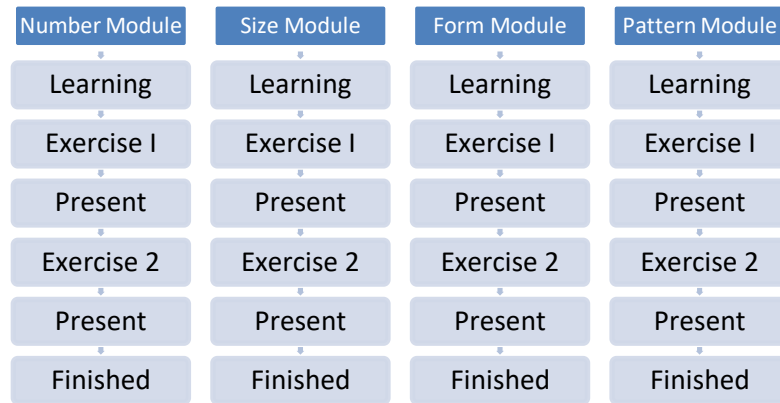 Number Module
Size Module
Form Module
Pattern Module
Learning
Learning
Learning
Learning
Exercise I
Exercise I
Exercise I
Exercise I
Present
Present
Present
Present
Exercise 2
Exercise 2
Exercise 2
Exercise 2
Present
Present
Present
Present
Finished
Finished
Finished
Finished